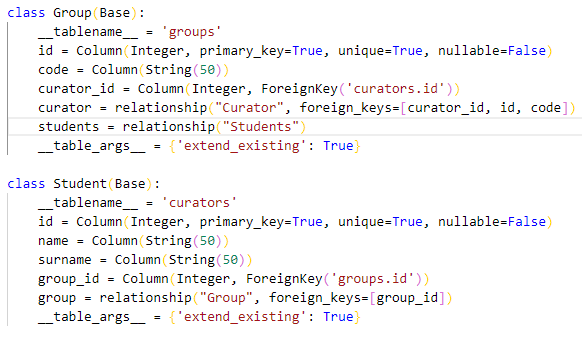 class Group(Base):
    __tablename__ = 'groups'
    id = Column(Integer, primary_key=True, unique=True, nullable=False)
    code = Column(String(50))
    curator_id = Column(Integer, ForeignKey('curators.id'))
    curator = relationship("Curator", foreign_keys=[curator_id, id, code])
    students = relationship("Students")
    __table_args__ = {'extend_existing': True}
class Student(Base):
    __tablename__ = 'curators'
    id = Column(Integer, primary_key=True, unique=True, nullable=False)
    name = Column(String(50))
    surname = Column(String(50))
    group_id = Column(Integer, ForeignKey('groups.id'))
    group = relationship("Group", foreign_keys=[group_id])
    __table_args__ = {'extend_existing': True}